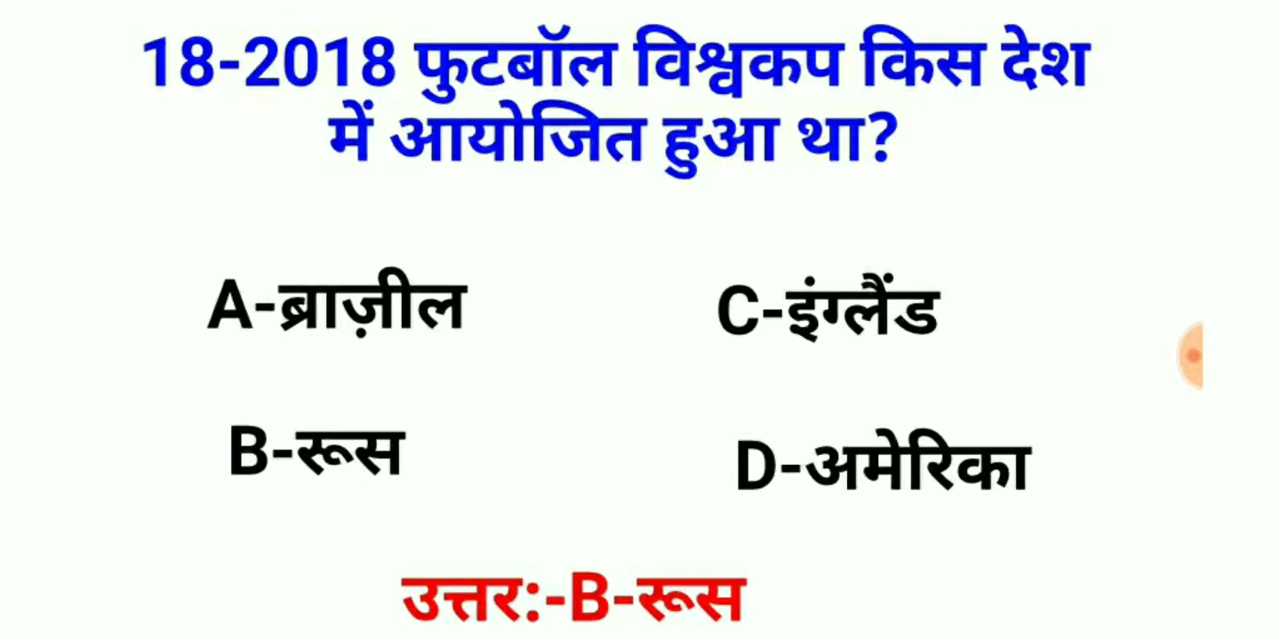 18-2018 फुटबॉल विश्वकप किस देश
में आयोजित हुआ था?
A-ब्राज़ील
C-इंग्लैंड
B-रूस
D-अमेरिका
उत्तर:-B-रूस